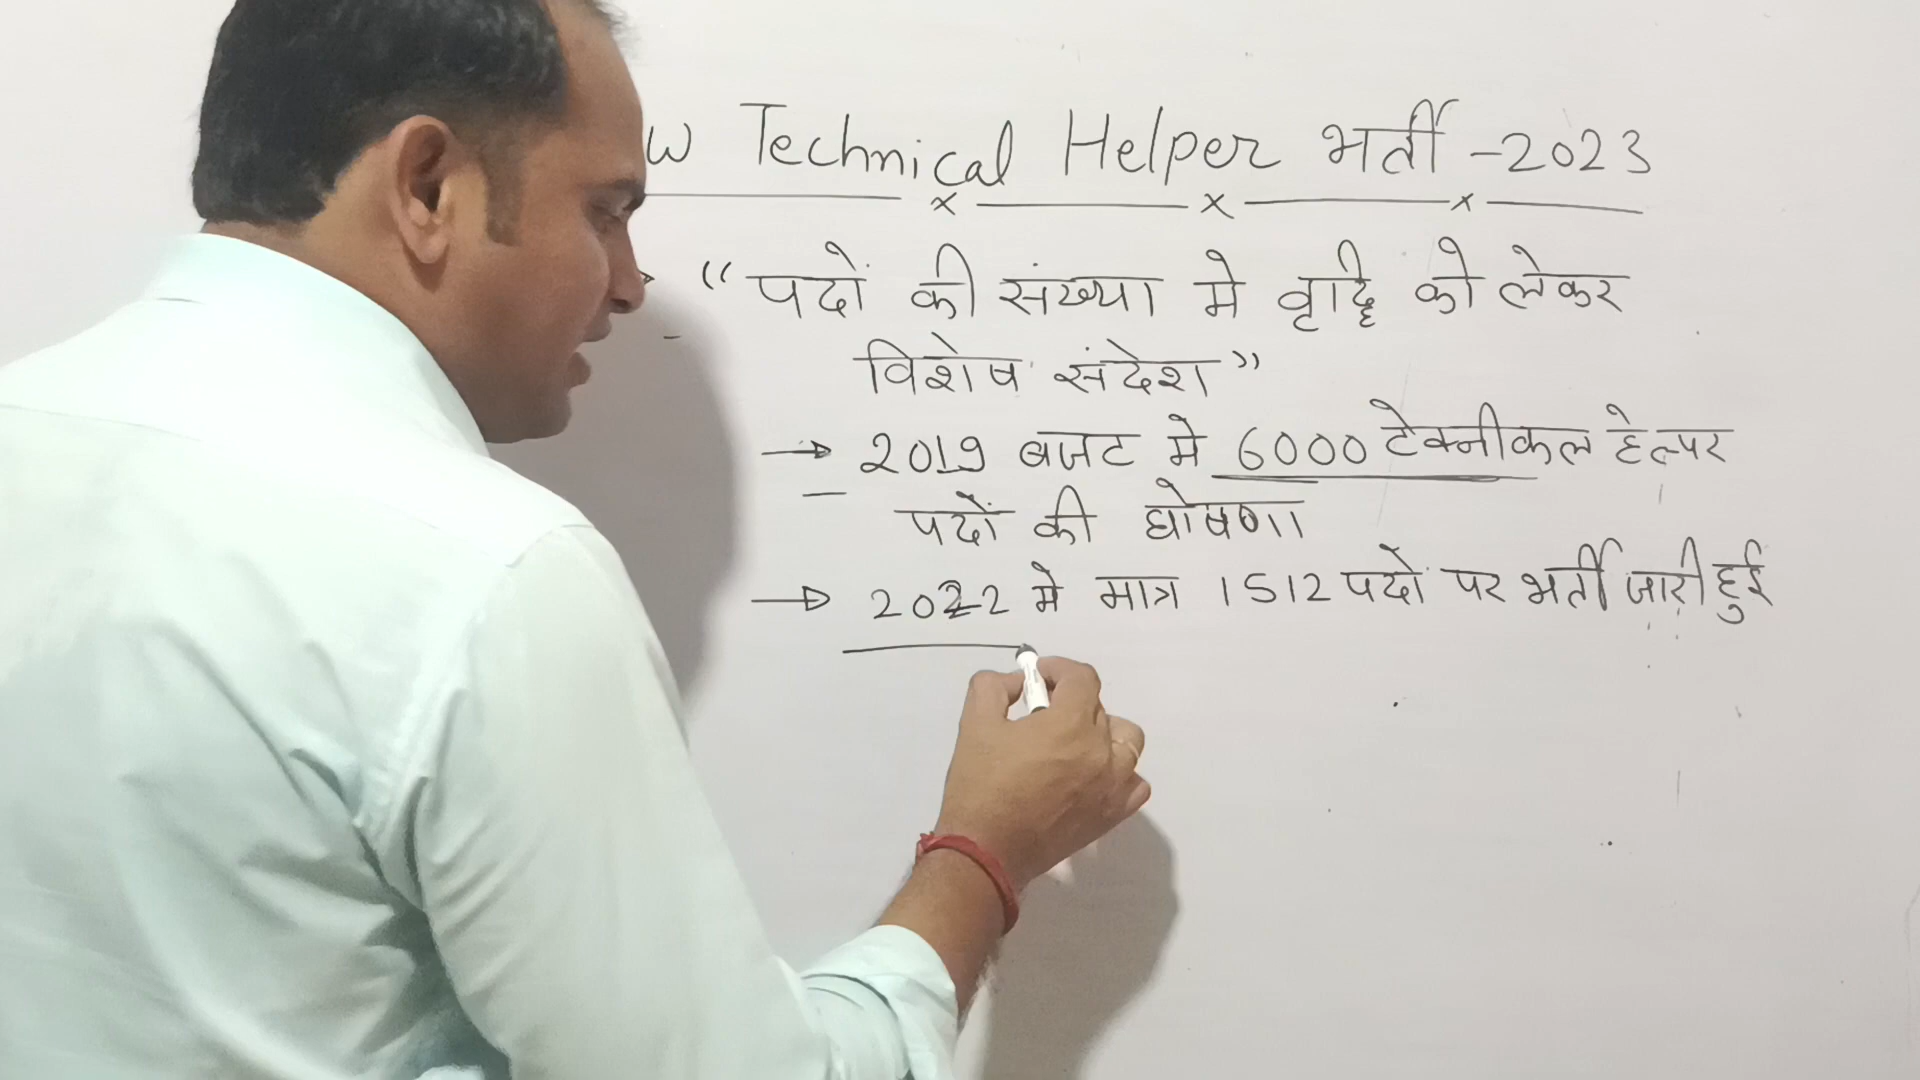 Technical Helper भर्ती -2023
“पदों की संख्या मे वृद्धि को लेकर
विशेष संदेश”
→ 2019 बजट मे 6000 टेक्नीकल हेल्पर
पदों की घोषणा
→ 2022 मे मात्र 1512 पदों पर भर्ती जारी हुई